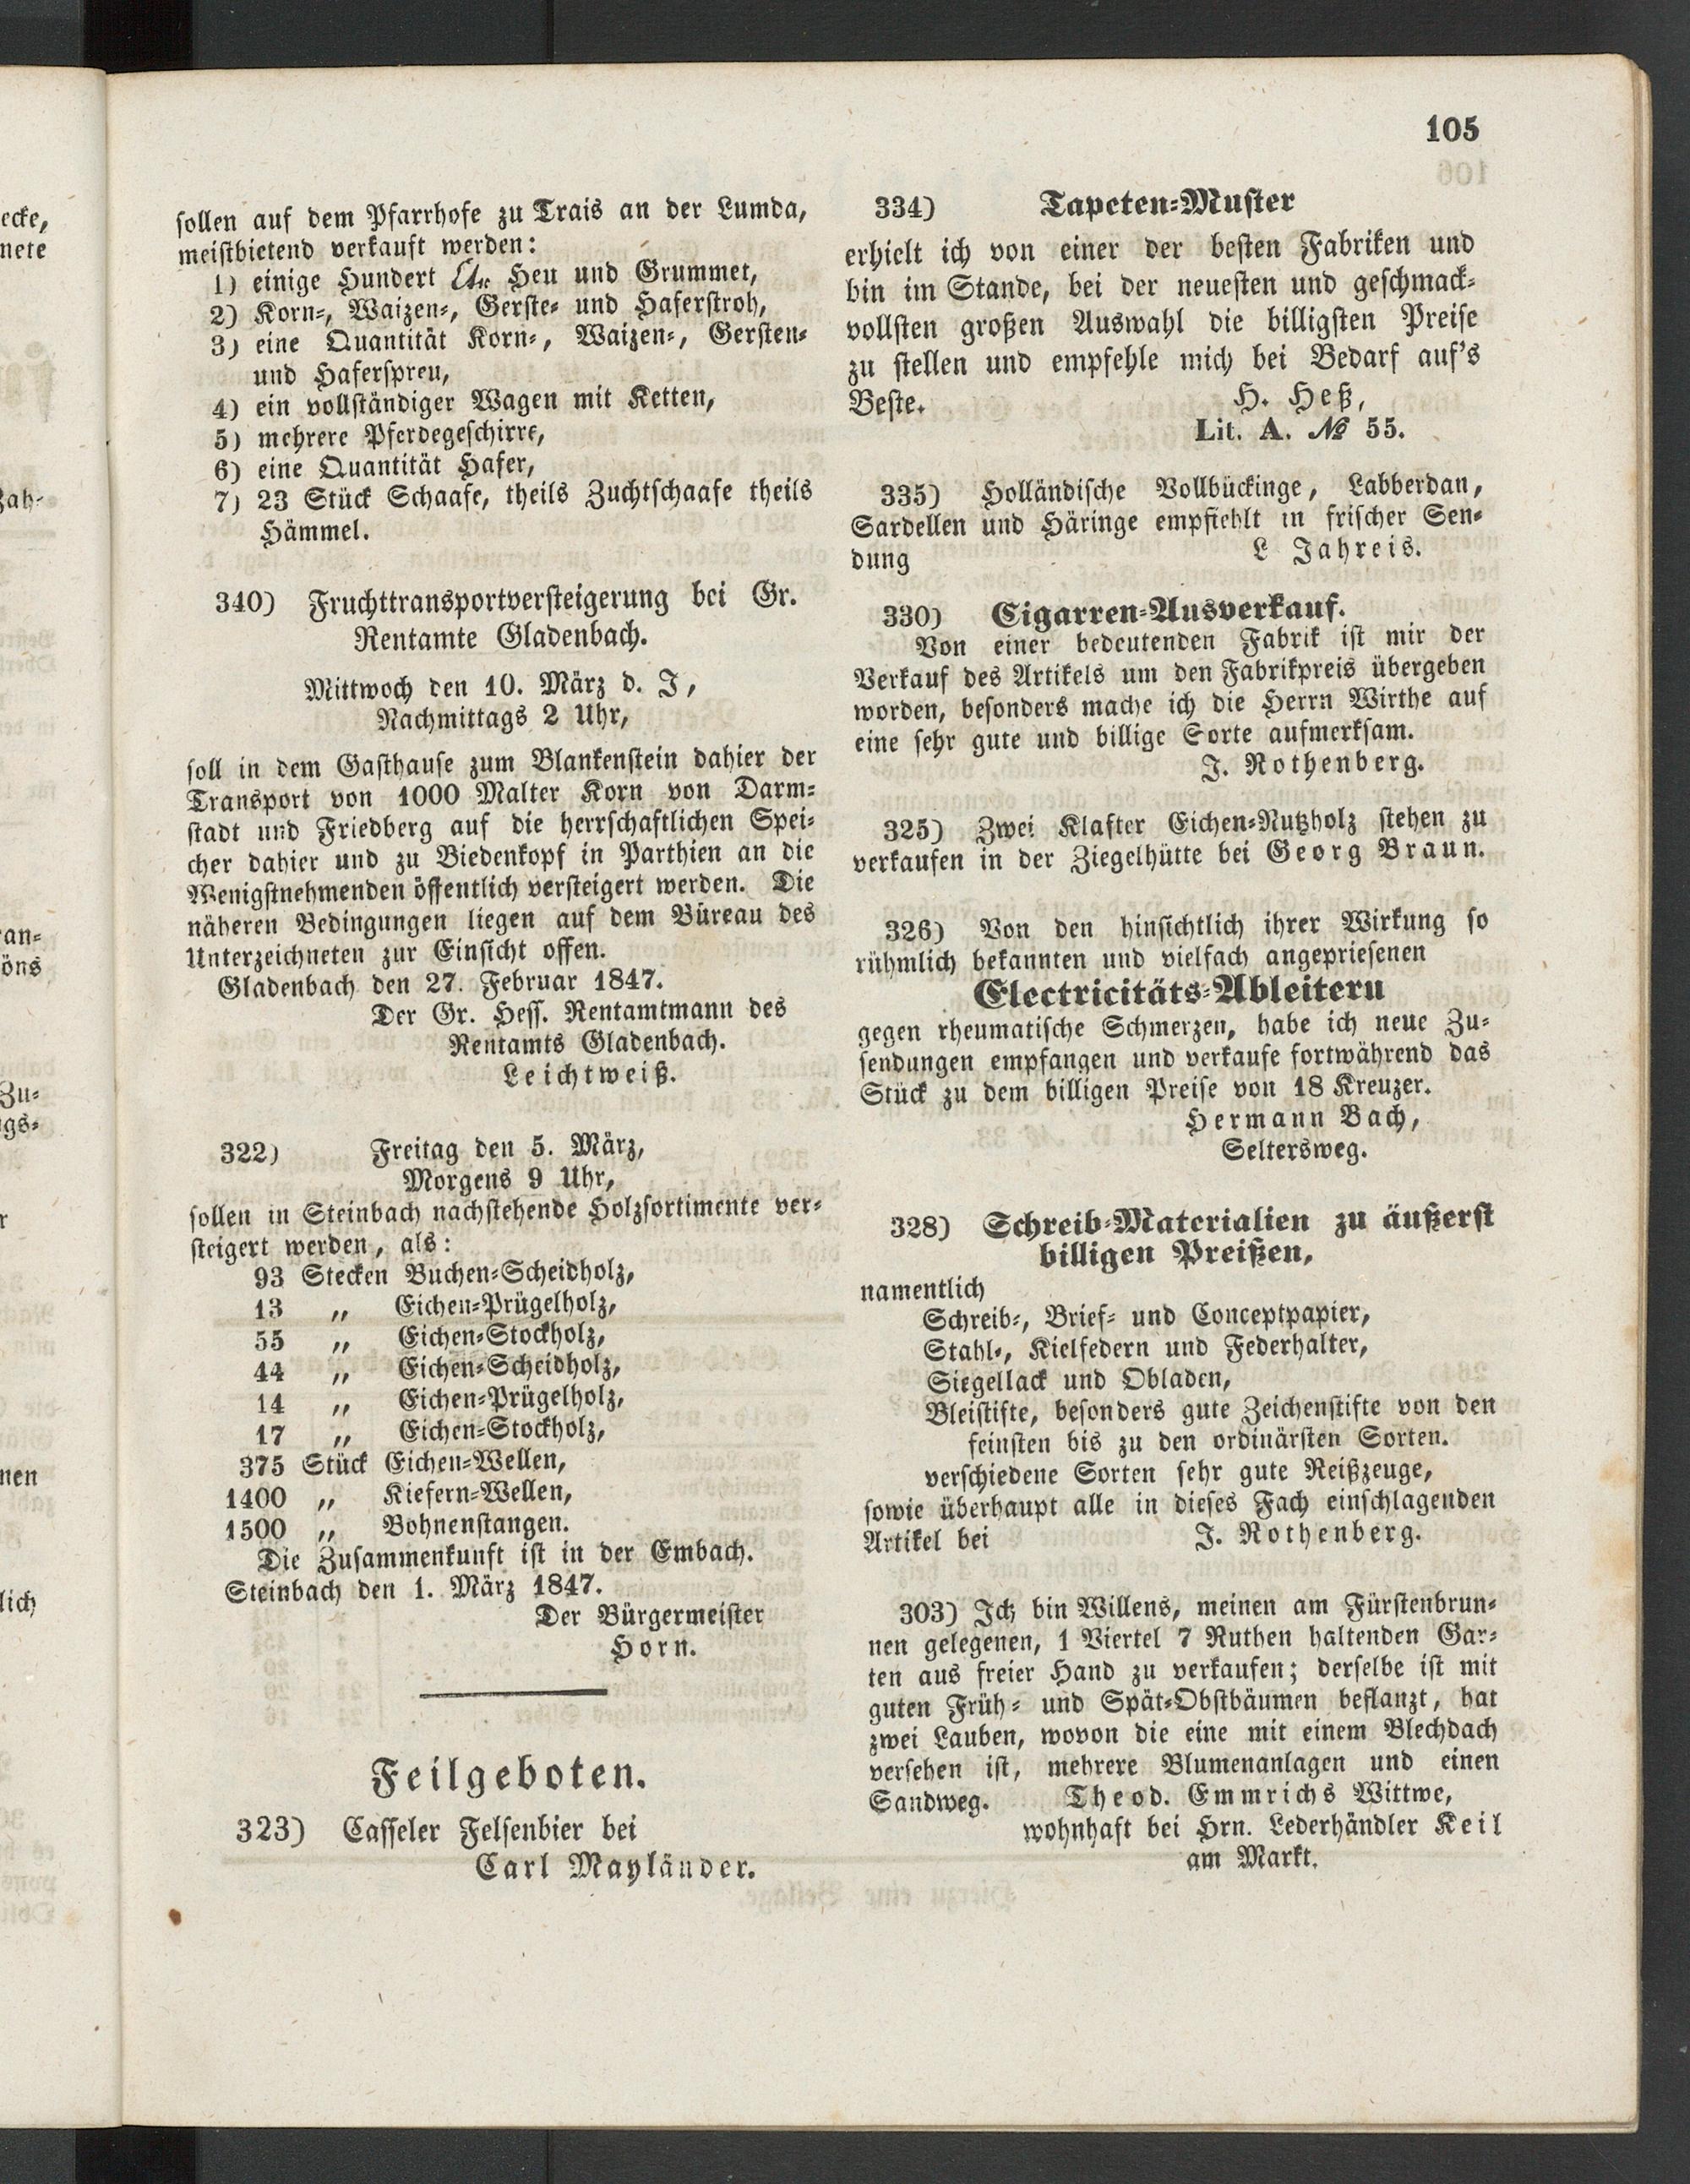 105
sollen auf dem Pfarrhofe zu Trais an der Lumda,
meistbietend verkauft werden:
1) einige Hundert Ctr. Heu und Grummet,
2) Korn-, Waizen-, Gerste- und Haferstroh,
3) eine Quantität Korn-, Waizen-, Gersten-
und Haferspreu,
4) ein vollständiger Wagen mit Ketten,
5) mehrere Pferdegeschirre,
6) eine Quantität Hafer,
7) 23 Stück Schaafe, theils Zuchtschaafe theils
Hämmel.
340) Fruchttransportversteigerung bei Gr.
Rentamte Gladenbach.
Mittwoch den 10. März d. J,
Nachmittags 2 Uhr,
soll in dem Gasthause zum Blankenstein dahier der
Transport von 1000 Malter Korn von Darm-
stadt und Friedberg auf die herrschaftlichen Spei-
cher dahier und zu Biedenkopf in Parthien an die
Wenigstnehmenden öffentlich versteigert werden. Die
näheren Bedingungen liegen auf dem Büreau des
Unterzeichneten zur Einsicht offen.
Gladenbach den 27. Februar 1847.
Der Gr. Hess. Rentamtmann des
Rentamts Gladenbach.
Leichtweiß.
322) Freitag den 5. März,
Morgens 9 Uhr,
sollen in Steinbach nachstehende Holzsortimente ver-
steigert werden, als:
93 Stecken Buchen-Scheidholz,
13 „ Eichen-Prügelholz,
55 „ Eichen-Stockholz,
44 „ Eichen-Scheidholz,
14 „ Eichen-Prügelholz,
17 „ Eichen-Stockholz,
375 Stück Eichen-Wellen,
1400 „ Kiefern-Wellen,
1500 „ Bohnenstangen.
Die Zusammenkunft ist in der Embach.
Steinbach den 1. März 1847.
Der Bürgermeister
Horn.
Feilgeboten.
323) Casseler Felsenbier bei
Carl Mayländer.
334) Tapeten-Muster
erhielt ich von einer der besten Fabriken und
bin im Stande, bei der neuesten und geschmack-
vollsten großen Auswahl die billigsten Preise
zu stellen und empfehle mich bei Bedarf auf's
Beste. H. Heß,
Lit. A. № 55.
335) Holländische Vollbückinge, Labberdan,
Sardellen und Häringe empfiehlt in frischer Sen-
dung L Jahreis.
330) Cigarren-Ausverkauf.
Von einer bedeutenden Fabrik ist mir der
Verkauf des Artikels um den Fabrikpreis übergeben
worden, besonders mache ich die Herrn Wirthe auf
eine sehr gute und billige Sorte aufmerksam.
J. Rothenberg.
325) Zwei Klafter Eichen-Nutzholz stehen zu
verkaufen in der Ziegelhütte bei Georg Braun.
326) Von den hinsichtlich ihrer Wirkung so
rühmlich bekannten und vielfach angepriesenen
Electricitäts-Ableitern
gegen rheumatische Schmerzen, habe ich neue Zu-
sendungen empfangen und verkaufe fortwährend das
Stück zu dem billigen Preise von 18 Kreuzer.
Hermann Bach,
Seltersweg.
328) Schreib-Materialien zu äußerst
billigen Preißen,
namentlich
Schreib-, Brief- und Conceptpapier,
Stahl-, Kielfedern und Federhalter,
Siegellack und Obladen,
Bleistifte, besonders gute Zeichenstifte von den
feinsten bis zu den ordinärsten Sorten.
verschiedene Sorten sehr gute Reißzeuge,
sowie überhaupt alle in dieses Fach einschlagenden
Artikel bei J. Rothenberg.
303) Ich bin Willens, meinen am Fürstenbrun-
nen gelegenen, 1 Viertel 7 Ruthen haltenden Gar-
ten aus freier Hand zu verkaufen; derselbe ist mit
guten Früh- und Spät-Obstbäumen beflanzt, hat
zwei Lauben, wovon die eine mit einem Blechdach
versehen ist, mehrere Blumenanlagen und einen
Sandweg. Theod. Emmrichs Wittwe,
wohnhaft bei Hrn. Lederhändler Keil
am Markt.